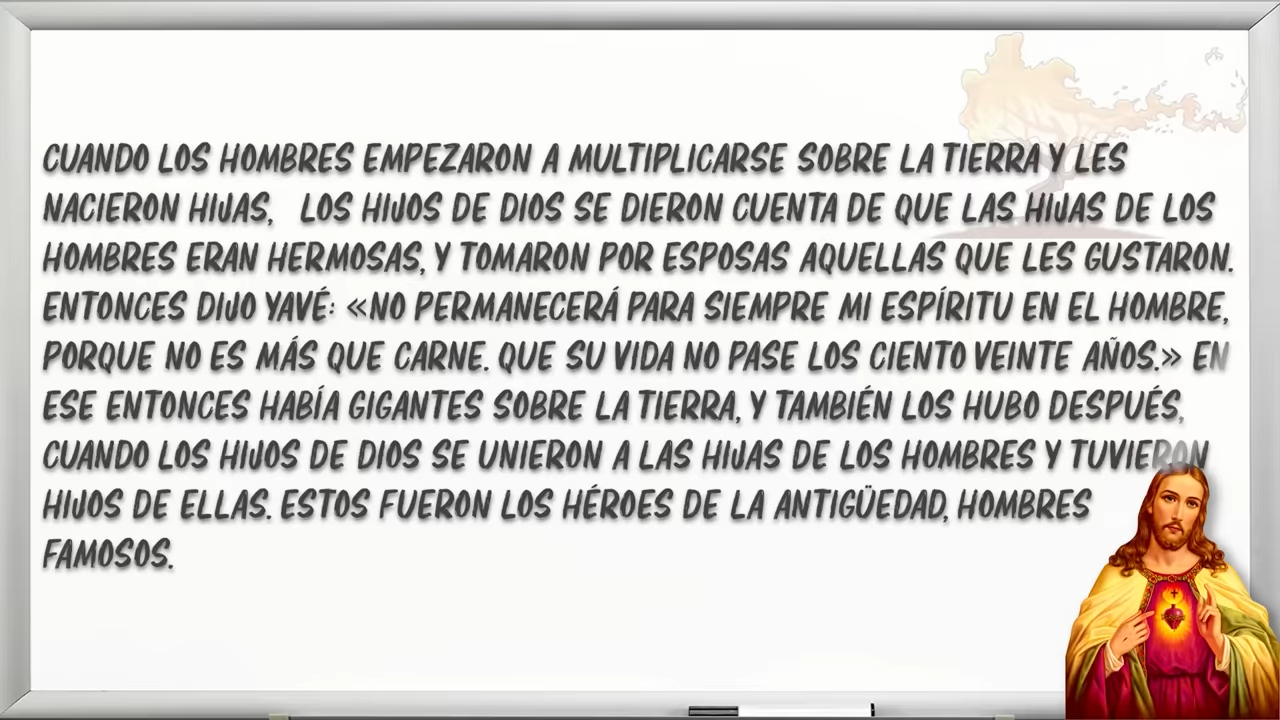 CUANDO LOS HOMBRES EMPEZARON A MULTIPLICARSE SOBRE LA TIERRA Y LES
NACIERON HIJAS, LOS HIJOS DE DIOS SE DIERON CUENTA DE QUE LAS HIJAS DE LOS
HOMBRES ERAN HERMOSAS, Y TOMARON POR ESPOSAS AQUELLAS QUE LES GUSTARON.
ENTONCES DIJO YAVÉ: «NO PERMANECERÁ PARA SIEMPRE MI ESPÍRITU EN EL HOMBRE,
PORQUE NO ES MÁS QUE CARNE. QUE SU VIDA NO PASE LOS CIENTO VEINTE AÑOS.» EN
ESE ENTONCES HABÍA GIGANTES SOBRE LA TIERRA, Y TAMBIÉN LOS HUBO DESPUÉS,
CUANDO LOS HIJOS DE DIOS SE UNIERON A LAS HIJAS DE LOS HOMBRES Y TUVIERON
HIJOS DE ELLAS. ESTOS FUERON LOS HÉROES DE LA ANTIGÜEDAD, HOMBRES
FAMOSOS.